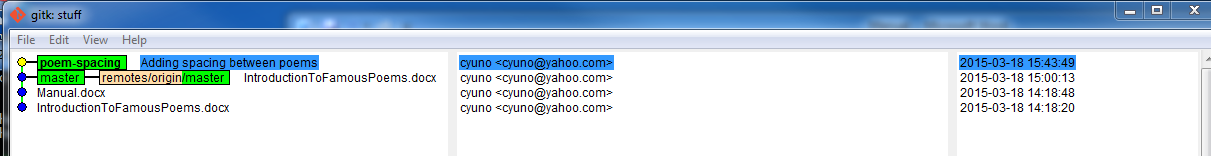 gitk: stuff
File Edit View Help
poem-spacing Adding spacing between poems cyuno <cyuno@yahoo.com> 2015-03-18 15:43:49
master remotes/origin/master IntroductionToFamousPoems.docx cyuno <cyuno@yahoo.com> 2015-03-18 15:00:13
Manual.docx cyuno <cyuno@yahoo.com> 2015-03-18 14:18:48
IntroductionToFamousPoems.docx cyuno <cyuno@yahoo.com> 2015-03-18 14:18:20